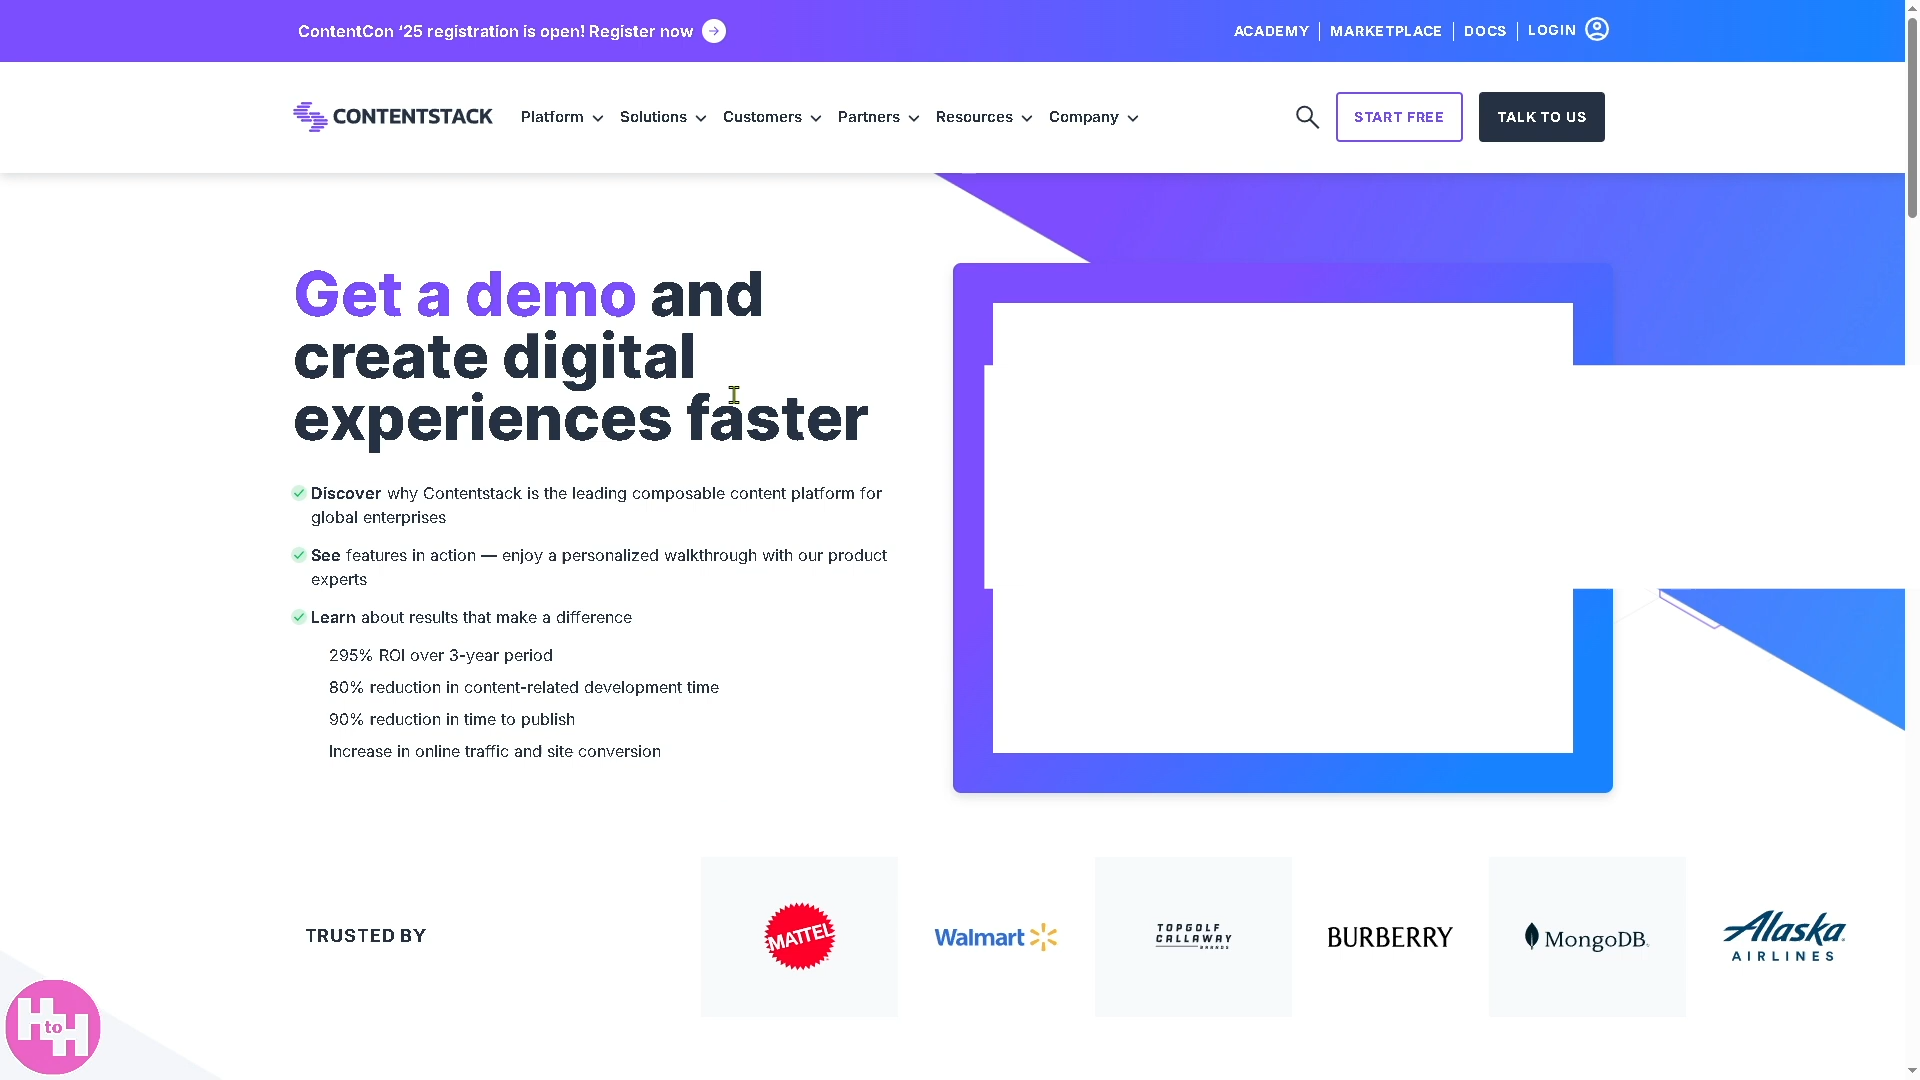 ContentCon ‘25 registration is open! Register now
ACADEMY
MARKETPLACE
DOCS
LOGIN
CONTENTSTACK
Platform
Solutions
Customers
Partners
Resources
Company
START FREE
TALK TO US
Get a demo and
create digital
experiences faster
Discover why Contentstack is the leading composable content platform for
global enterprises
See features in action — enjoy a personalized walkthrough with our product
experts
Learn about results that make a difference
295% ROI over 3-year period
80% reduction in content-related development time
90% reduction in time to publish
Increase in online traffic and site conversion
TRUSTED BY
MATTEL
Walmart
TOPGOLF
CALLAWAY
BRANDS
BURBERRY
MongoDB.
Alaska
AIRLINES
H to H